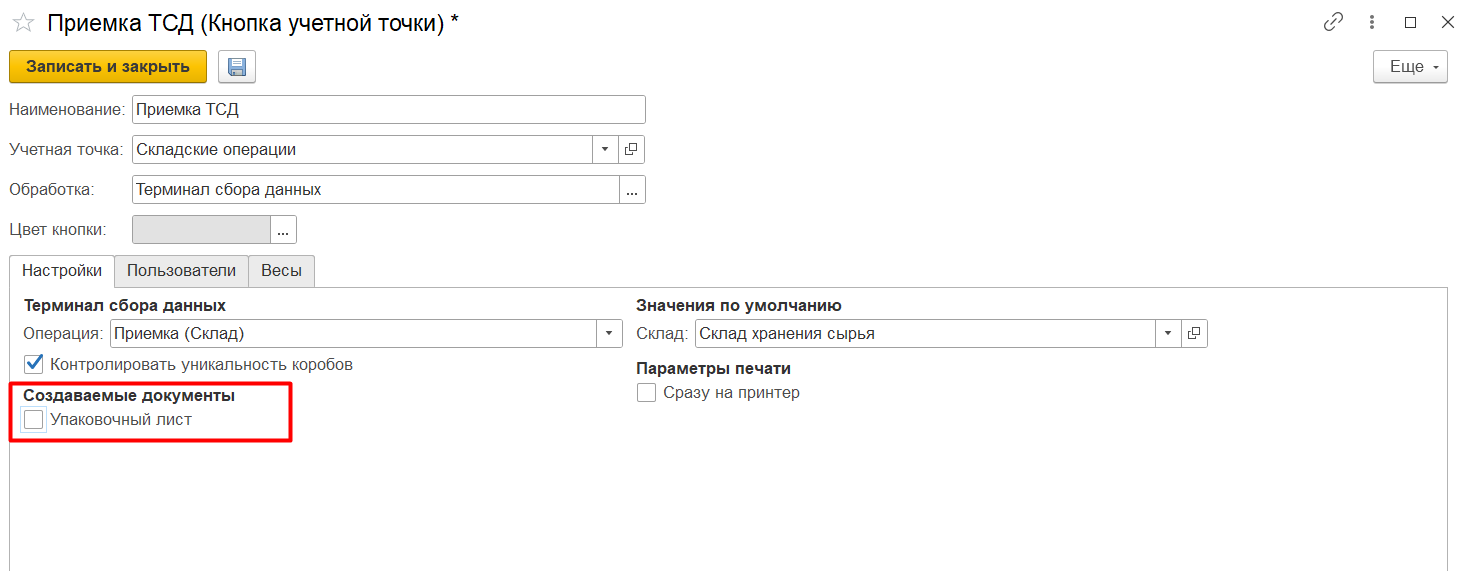 Приемка ТСД (Кнопка учетной точки) *
Записать и закрыть
Еще
Наименование: Приемка ТСД
Учетная точка: Складские операции
Обработка: Терминал сбора данных ...
Цвет кнопки: ...
Настройки Пользователи Весы
Терминал сбора данных
Операция: Приемка (Склад)
Контролировать уникальность коробов
Создаваемые документы
Упаковочный лист
Значения по умолчанию
Склад: Склад хранения сырья
Параметры печати
Сразу на принтер